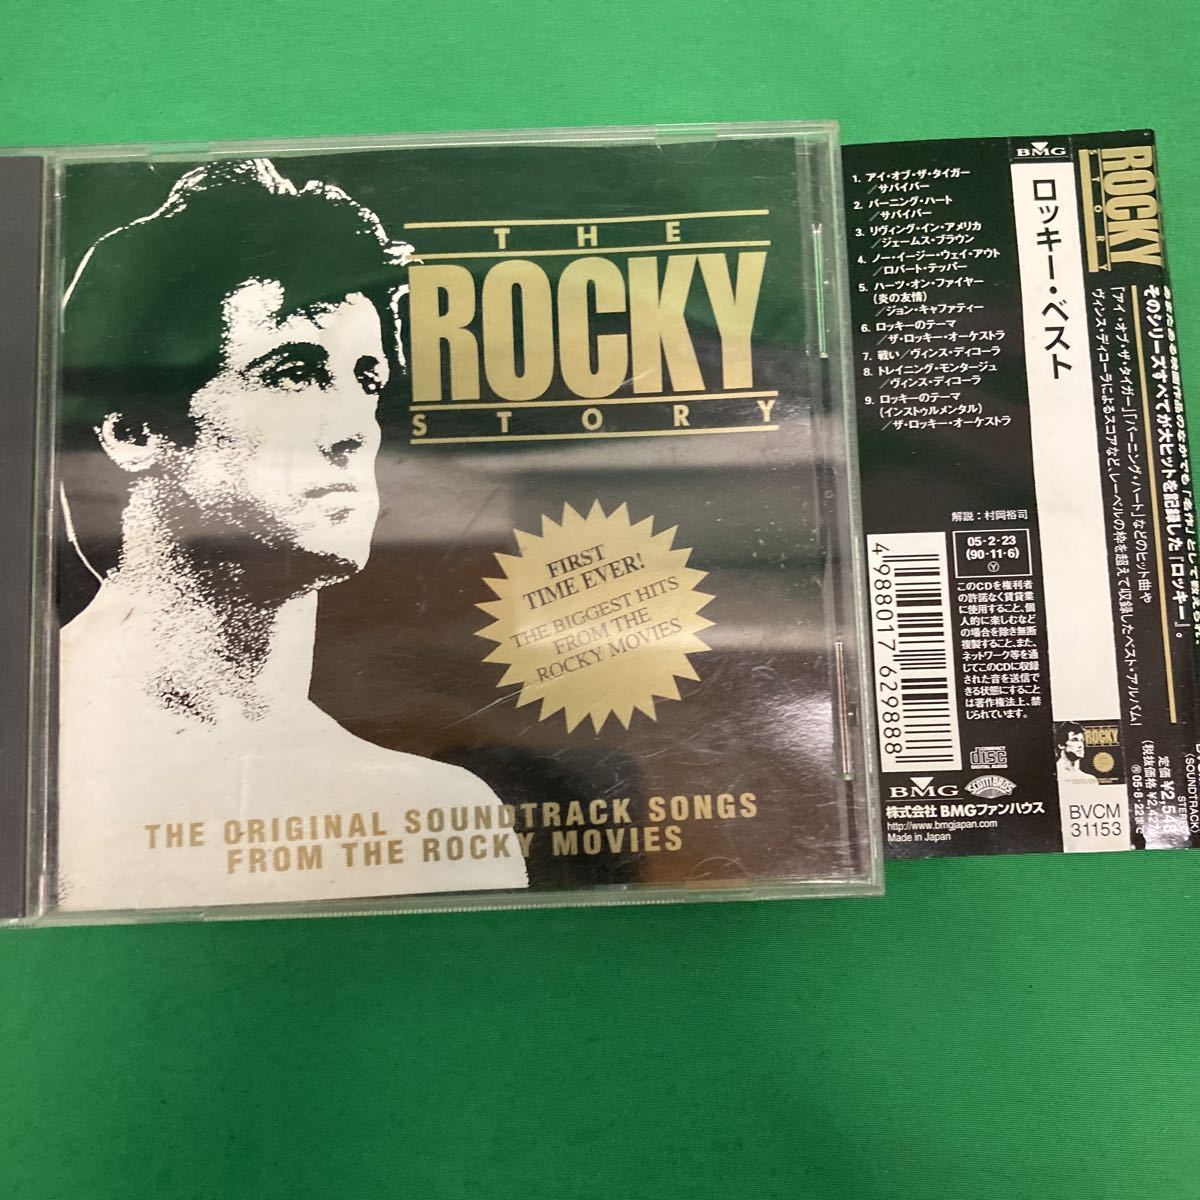 THE
ROCKY
STORY
FIRST
TIME EVER!
THE BIGGEST HITS
FROM THE
ROCKY MOVIES
THE ORIGINAL SOUNDTRACK SONGS
FROM THE ROCKY MOVIES
1. アイ・オブ・ザ・タイガー
／サバイバー
2. バーニング・ハート
／サバイバー
3. リヴィング・イン・アメリカ
／ジェームス・ブラウン
4. ノー・イージー・ウェイ・アウト
／ロバート・テッパー
5. ハーツ・オン・ファイヤー
(炎の友情)
／ジョン・キャファティー
6. ロッキーのテーマ
／ザ・ロッキー・オーケストラ
7. 戦い／ヴィンス・ディコーラ
8. トレイニング・モンタージュ
／ヴィンス・ディコーラ
9. ロッキーのテーマ
(インストゥルメンタル)
／ザ・ロッキー・オーケストラ
解説：村岡裕司
4988017629888
05・2・23
(90・11・6)
Y
このCDを権利者
の許諾なく賃貸業
に使用すること、個
人的に楽しむなど
の場合を除き無断
複製すること、また、
ネットワーク等を通
じてこのCDに収録
された音を送信で
きる状態にすること
は著作権法上、禁
じられています。
COMPACT
disc
DIGITAL AUDIO
BMG
株式会社 BMGファンハウス
http://www.bmgjapan.com
Made in Japan
BMG
ロッキー・ベスト
ROCKY
BVCM
31153
ROCKY
STORY
そのシリーズすべてが大ヒットを記録した「ロッキー」。
「アイ・オブ・ザ・タイガー」「バーニング・ハート」などのヒット曲や
ヴィンス・ディコーラによるスコアなど、レーベルの枠を超えて収録したベスト・アルバム」
(SOUNDTRACK)
STEREO
定価¥2,548